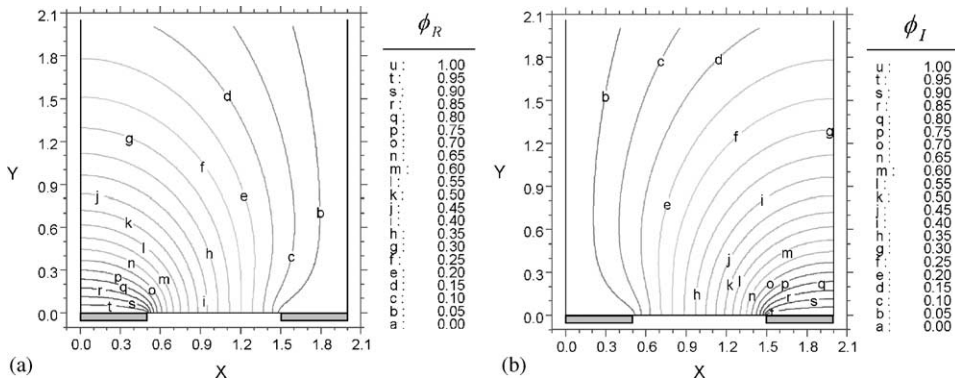 2.1
1.8
1.5
1.2
0.9
0.6
0.3
0.0
Y
0.0 0.3 0.6 0.9 1.2 1.5 1.8 2.1
X
(a)
d
g
f
e
j
k
b
l
h
n
c
p
m
q
o
r
s
i
t
ϕ_R
u : 1.00
t : 0.95
s : 0.90
r : 0.85
q : 0.80
p : 0.75
o : 0.70
n : 0.65
m : 0.60
l : 0.55
k : 0.50
j : 0.45
i : 0.40
h : 0.35
g : 0.30
f : 0.25
e : 0.20
d : 0.15
c : 0.10
b : 0.05
a : 0.00
2.1
1.8
1.5
1.2
0.9
0.6
0.3
0.0
Y
0.0 0.3 0.6 0.9 1.2 1.5 1.8 2.1
X
(b)
c
d
b
g
f
i
e
m
j
k
l
o
p
q
h
n
r
s
t
ϕ_I
u : 1.00
t : 0.95
s : 0.90
r : 0.85
q : 0.80
p : 0.75
o : 0.70
n : 0.65
m : 0.60
l : 0.55
k : 0.50
j : 0.45
i : 0.40
h : 0.35
g : 0.30
f : 0.25
e : 0.20
d : 0.15
c : 0.10
b : 0.05
a : 0.00